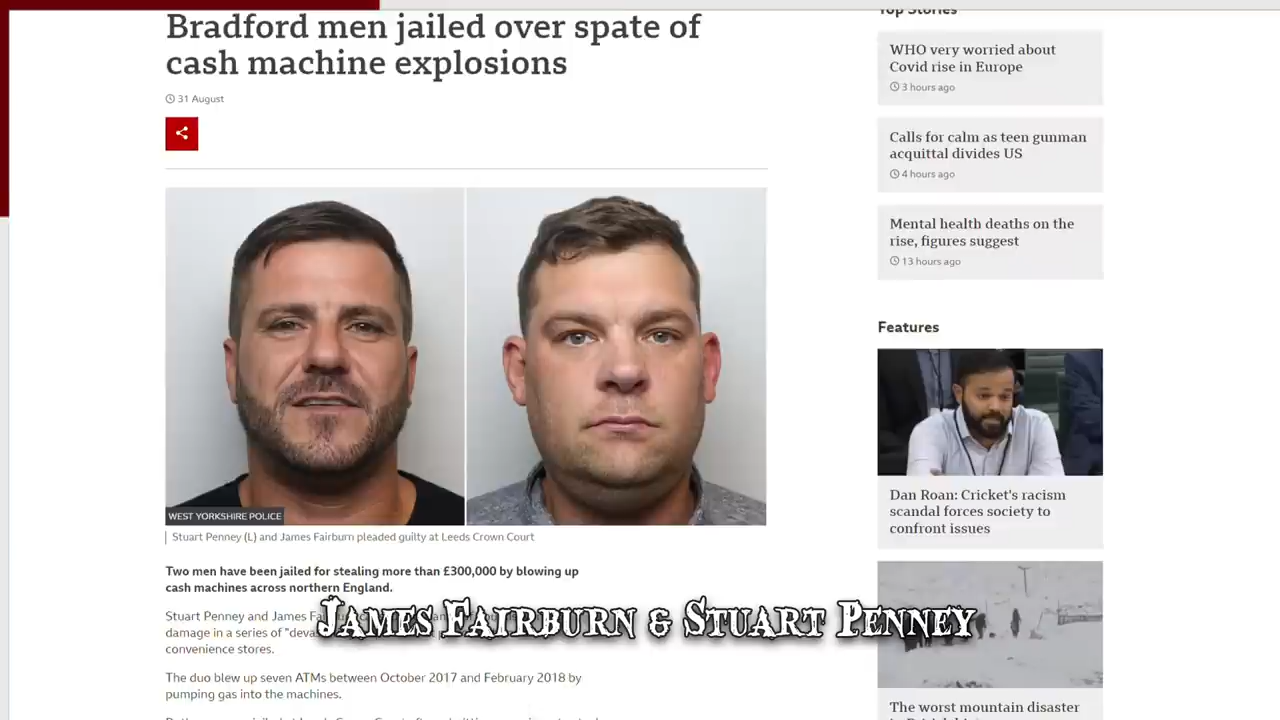 Bradford men jailed over spate of
cash machine explosions
31 August
WEST YORKSHIRE POLICE
Stuart Penney (L) and James Fairburn pleaded guilty at Leeds Crown Court
Two men have been jailed for stealing more than £300,000 by blowing up
cash machines across northern England.
Stuart Penney and James
damage in a series of
convenience stores.
JAMES FAIRBURN & STUART PENNEY
The duo blew up seven ATMs between October 2017 and February 2018 by
pumping gas into the machines.
Top Stories
WHO very worried about
Covid rise in Europe
3 hours ago
Calls for calm as teen gunman
acquittal divides US
4 hours ago
Mental health deaths on the
rise, figures suggest
13 hours ago
Features
Dan Roan: Cricket's racism
scandal forces society to
confront issues
The worst mountain disaster